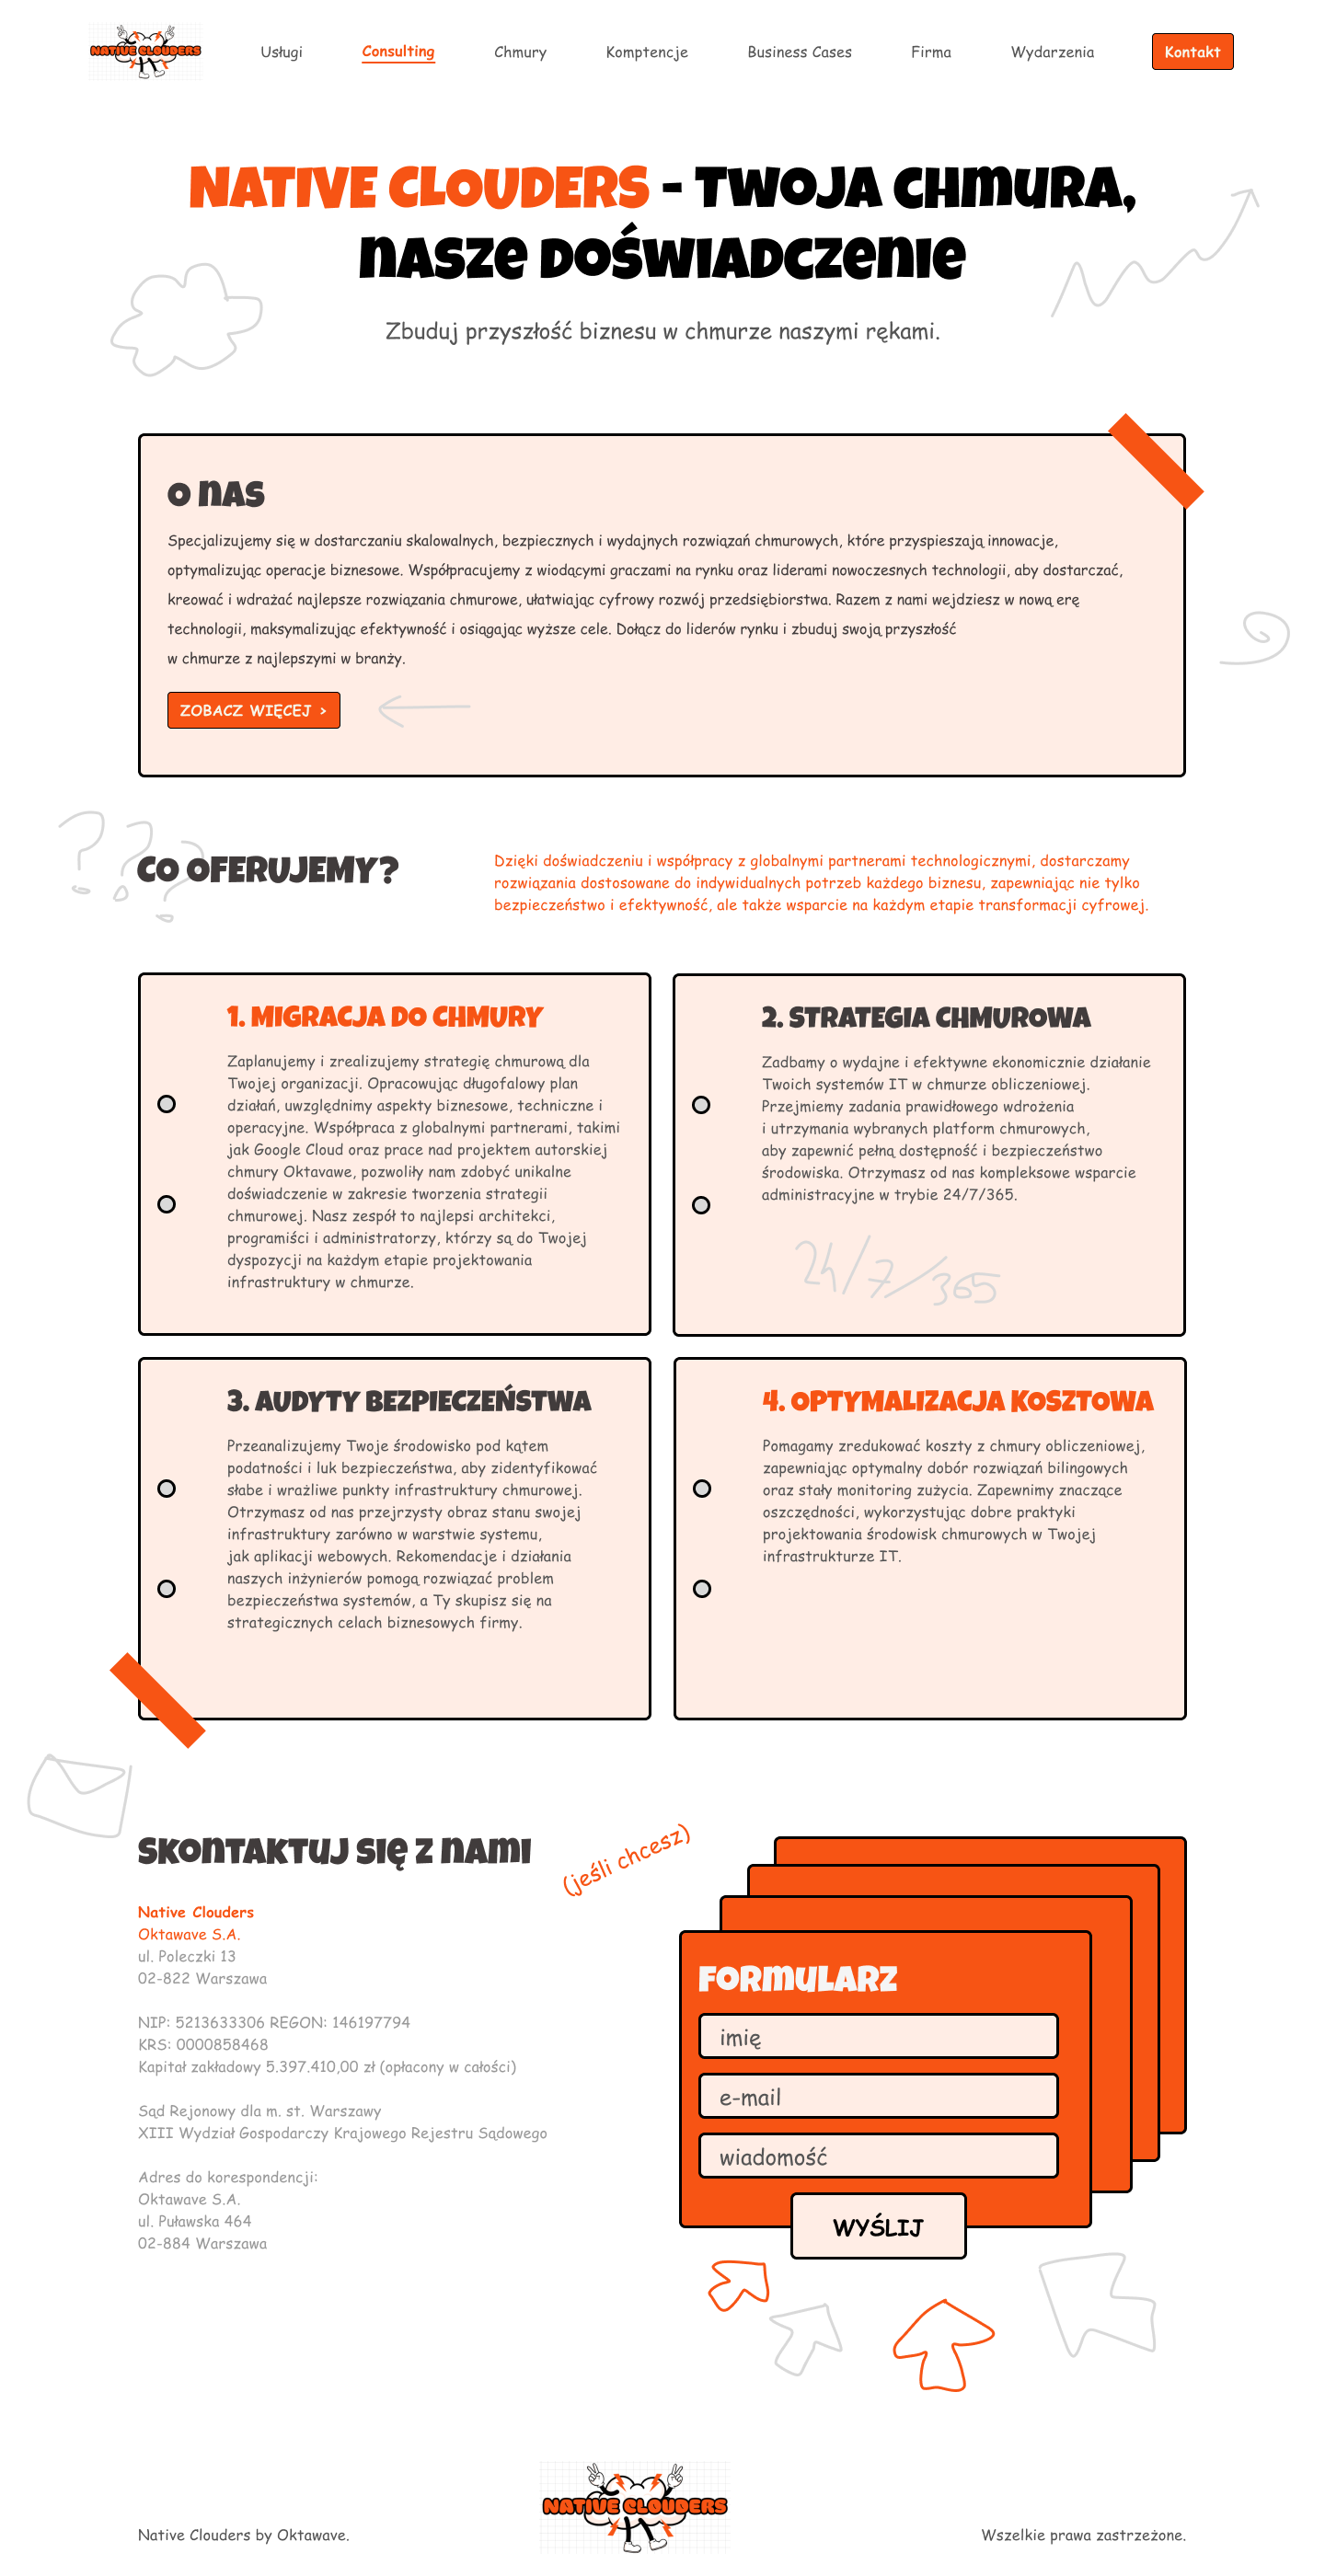 NATIVE CLOUDERS
Usługi
Consulting
Chmury
Komptencje
Business Cases
Firma
Wydarzenia
Kontakt
NATIVE CLOUDERS - TWOJA CHMURA,
NASZE DOŚWIADCZENIE
Zbuduj przyszłość biznesu w chmurze naszymi rękami.
O NAS
Specjalizujemy się w dostarczaniu skalowalnych, bezpiecznych i wydajnych rozwiązań chmurowych, które przyspieszają innowacje,
optymalizując operacje biznesowe. Współpracujemy z wiodącymi graczami na rynku oraz liderami nowoczesnych technologii, aby dostarczać,
kreować i wdrażać najlepsze rozwiązania chmurowe, ułatwiając cyfrowy rozwój przedsiębiorstwa. Razem z nami wejdziesz w nową erę
technologii, maksymalizując efektywność i osiągając wyższe cele. Dołącz do liderów rynku i zbuduj swoją przyszłość
w chmurze z najlepszymi w branży.
ZOBACZ WIĘCEJ >
???
CO OFERUJEMY?
Dzięki doświadczeniu i współpracy z globalnymi partnerami technologicznymi, dostarczamy
rozwiązania dostosowane do indywidualnych potrzeb każdego biznesu, zapewniając nie tylko
bezpieczeństwo i efektywność, ale także wsparcie na każdym etapie transformacji cyfrowej.
1. MIGRACJA DO CHMURY
Zaplanujemy i zrealizujemy strategię chmurową dla
Twojej organizacji. Opracowując długofalowy plan
działań, uwzględnimy aspekty biznesowe, techniczne i
operacyjne. Współpraca z globalnymi partnerami, takimi
jak Google Cloud oraz prace nad projektem autorskiej
chmury Oktavawe, pozwoliły nam zdobyć unikalne
doświadczenie w zakresie tworzenia strategii
chmurowej. Nasz zespół to najlepsi architekci,
programiści i administratorzy, którzy są do Twojej
dyspozycji na każdym etapie projektowania
infrastruktury w chmurze.
2. STRATEGIA CHMUROWA
Zadbamy o wydajne i efektywne ekonomicznie działanie
Twoich systemów IT w chmurze obliczeniowej.
Przejmiemy zadania prawidłowego wdrożenia
i utrzymania wybranych platform chmurowych,
aby zapewnić pełną dostępność i bezpieczeństwo
środowiska. Otrzymasz od nas kompleksowe wsparcie
administracyjne w trybie 24/7/365.
24/7/365
3. AUDYTY BEZPIECZEŃSTWA
Przeanalizujemy Twoje środowisko pod kątem
podatności i luk bezpieczeństwa, aby zidentyfikować
słabe i wrażliwe punkty infrastruktury chmurowej.
Otrzymasz od nas przejrzysty obraz stanu swojej
infrastruktury zarówno w warstwie systemu,
jak aplikacji webowych. Rekomendacje i działania
naszych inżynierów pomogą rozwiązać problem
bezpieczeństwa systemów, a Ty skupisz się na
strategicznych celach biznesowych firmy.
4. OPTYMALIZACJA KOSZTOWA
Pomagamy zredukować koszty z chmury obliczeniowej,
zapewniając optymalny dobór rozwiązań bilingowych
oraz stały monitoring zużycia. Zapewnimy znaczące
oszczędności, wykorzystując dobre praktyki
projektowania środowisk chmurowych w Twojej
infrastrukturze IT.
SKONTAKTUJ SIĘ Z NAMI
(jeśli chcesz)
Native Clouders
Oktawave S.A.
ul. Poleczki 13
02-822 Warszawa
NIP: 5213633306 REGON: 146197794
KRS: 0000858468
Kapitał zakładowy 5.397.410,00 zł (opłacony w całości)
Sąd Rejonowy dla m. st. Warszawy
XIII Wydział Gospodarczy Krajowego Rejestru Sądowego
Adres do korespondencji:
Oktawave S.A.
ul. Puławska 464
02-884 Warszawa
FORMULARZ
imię
e-mail
wiadomość
WYŚLIJ
NATIVE CLOUDERS
Native Clouders by Oktawave.
Wszelkie prawa zastrzeżone.